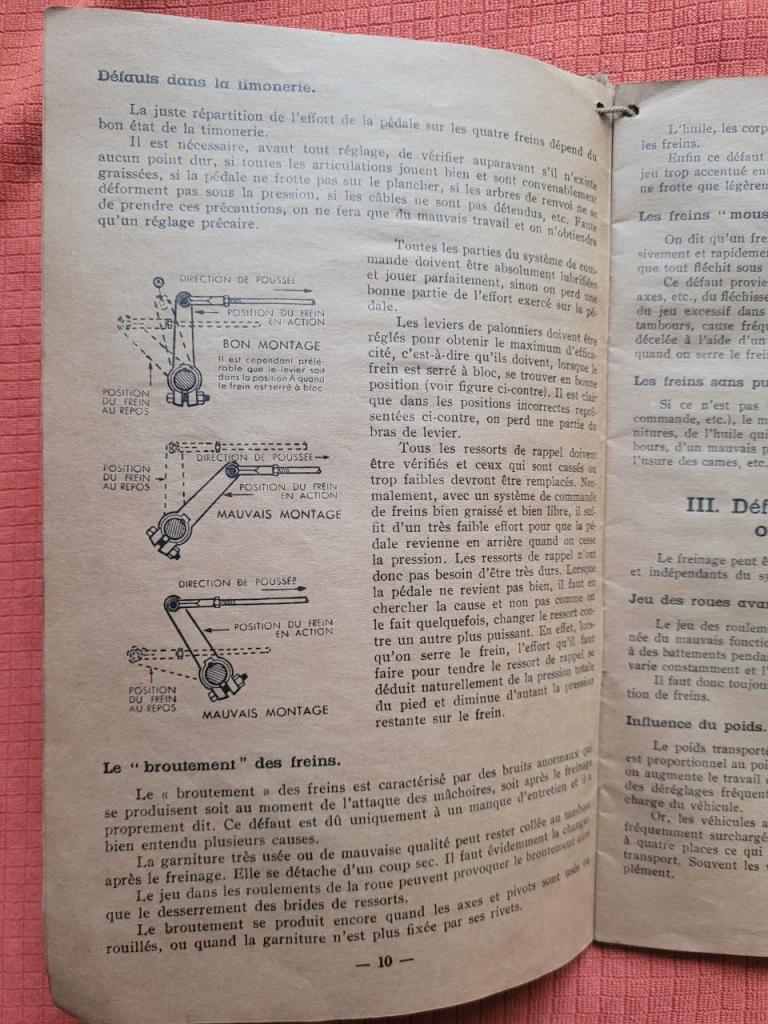 Défauts dans la timonerie.
La juste répartition de l'effort de la pédale sur les quatre freins dépend du
bon état de la timonerie.
Il est nécessaire, avant tout réglage, de vérifier auparavant s'il n'existe
aucun point dur, si toutes les articulations jouent bien et sont convenablement
graissées, si la pédale ne frotte pas sur le plancher, si les arbres de renvoi ne se
déforment pas sous la pression, si les câbles ne sont pas détendus, etc. Faute
de prendre ces précautions, on ne fera que du mauvais travail et on n'obtiendra
qu'un réglage précaire.
Toutes les parties du système de com-
mande doivent être absolument lubrifiées
et jouer parfaitement, sinon on perd une
bonne partie de l'effort exercé sur la pé-
dale.
Les leviers de palonniers doivent être
réglés pour obtenir le maximum d'effica-
cité, c'est-à-dire qu'ils doivent, lorsque le
frein est serré à bloc, se trouver en bonne
position (voir figure ci-contre). Il est clair
que dans les positions incorrectes repré-
sentées ci-contre, on perd une partie du
bras de levier.
Tous les ressorts de rappel doivent
être vérifiés et ceux qui sont cassés ou
trop faibles devront être remplacés. Nor-
malement, avec un système de commande
de freins bien graissé et bien libre, il suf-
fit d'un très faible effort pour que la pé-
dale revienne en arrière quand on cesse
la pression. Les ressorts de rappel n'ont
donc pas besoin d'être très durs. Lorsque
la pédale ne revient pas bien, il faut en
chercher la cause et non pas comme on
le fait quelquefois, changer le ressort con-
tre un autre plus puissant. En effet, lors-
qu'on serre le frein, l'effort qu'il faut
faire pour tendre le ressort de rappel se
déduit naturellement de la pression totale
du pied et diminue d'autant la pression
restante sur le frein.
DIRECTION DE POUSSÉE
POSITION DU FREIN
EN ACTION
BON MONTAGE
Il est cependant préfé-
rable que le levier soit
dans la position A quand
le frein est serré à bloc
POSITION
DU FREIN
AU REPOS
DIRECTION DE POUSSÉE
POSITION
DU FREIN
AU REPOS
POSITION DU FREIN
EN ACTION
MAUVAIS MONTAGE
DIRECTION DE POUSSÉE
POSITION DU FREIN
EN ACTION
POSITION
DU FREIN
AU REPOS
MAUVAIS MONTAGE
Le "broutement" des freins.
Le « broutement » des freins est caractérisé par des bruits anormaux qui
se produisent soit au moment de l'attaque des mâchoires, soit après le freinage
proprement dit. Ce défaut est dû uniquement à un manque d'entretien et il a
bien entendu plusieurs causes.
La garniture très usée ou de mauvaise qualité peut rester collée au tambour
après le freinage. Elle se détache d'un coup sec. Il faut évidemment la changer.
Le jeu dans les roulements de la roue peuvent provoquer le broutement ainsi
que le desserrement des brides de ressorts.
Le broutement se produit encore quand les axes et pivots sont usés ou
rouillés, ou quand la garniture n'est plus fixée par ses rivets.
— 10 —
L'huile, les corp
les freins.
Enfin ce défaut
jeu trop accentué en
ne frotte que légèrem
Les freins "mous
On dit qu'un fre
sivement et rapidemen
que tout fléchit sous
Ce défaut provie
axes, etc., du fléchisse
du jeu excessif dans
tambours, cause fréqu
décelée à l'aide d'un
quand on serre le frein
Les freins sans pu
Si ce n'est pas
commande, etc.), le m
nitures, de l'huile qui
bours, d'un mauvais p
l'usure des cames, etc.
III. Déf
o
Le freinage peut ê
et indépendants du sy
Jeu des roues avan
Le jeu des rouleme
née du mauvais fonctio
à des battements pendan
varie constamment et l'
Il faut donc toujou
tion de freins.
Influence du poids.
Le poids transporté
est proportionnel au poi
on augmente le travail d
des déréglages fréquent
charge du véhicule.
Or, les véhicules a
fréquemment surchargé
à quatre places ce qui
transport. Souvent les v
plément.